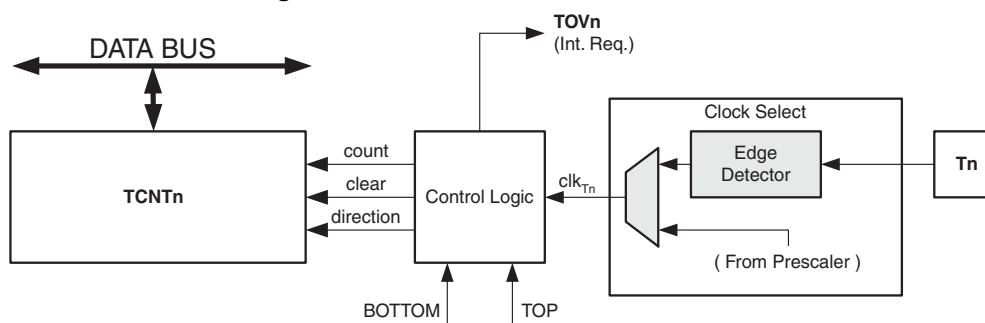 TOVn
(Int. Req.)
DATA BUS
Clock Select
count
Edge
Detector
Tn
TCNTn
clear
Control Logic
clkTn
direction
( From Prescaler )
BOTTOM
TOP